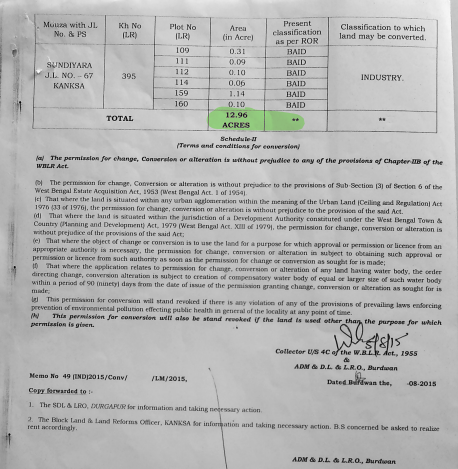 Mouza with JL No. & PS | Kh No (LR) | Plot No (LR) | Area (in Acre) | Present classification as per ROR | Classification to which land may be converted.
SUNDIYARA J.L. NO. – 67 KANKSA | 395 | 109 | 0.31 | BAID | INDUSTRY.
111 | 0.09 | BAID
112 | 0.10 | BAID
114 | 0.06 | BAID
159 | 1.14 | BAID
160 | 0.10 | BAID
TOTAL | 12.96 ACRES | ** | **
Schedule-II
(Terms and conditions for conversion)
(a) The permission for change, Conversion or alteration is without prejudice to any of the provisions of Chapter-IIB of the
WBLR Act.
(b) The permission for change, Conversion or alteration is without prejudice to the provisions of Sub-Section (3) of Section 6 of the
West Bengal Estate Acquisition Act, 1953 (West Bengal Act. 1 of 1954).
(c) That where the land is situated within any urban agglomeration within the meaning of the Urban Land (Ceiling and Regulation) Act
1976 (33 of 1976), the permission for change, conversion or alteration is without prejudice to the provision of the said Act.
(d) That where the land is situated within the jurisdiction of a Development Authority constituted under the West Bengal Town &
Country (Planning and Development) Act, 1979 (West Bengal Act. XIII of 1979), the permission for change, conversion or alteration is
without prejudice of the provision of the said Act;
(e) That where the object of change or conversion is to use the land for a purpose for which approval or permission or licence from an
appropriate authority is necessary, the permission for change, conversion or alteration in subject to obtaining such approval or
permission or licence from such authority as soon as the permission for change or conversion as sought for is made;
(f) That where the application relates to permission for change, conversion or alteration of any land having water body, the order
directing change, conversion or alteration is subject to creation of compensatory water body of equal or larger size of such water body
within a period of 90 (ninety) days from the date of issue of the permission granting change, conversion or alteration as sought for is
made;
(g) This permission for conversion will stand revoked if there is any violation of the provisions of prevailing laws enforcing
prevention of environmental pollution effecting public health in general of the locality at any point of time.
(h) This permission for conversion will also be stand revoked if the land is used other than the purpose for which
permission is given.
5/8/15
Collector U/S 4C of the W.B.L.R. Act., 1955
&
ADM & D.L. & L.R.O., Burdwan
Memo No 49 (IND)2015/Conv/ /LM/2015, Dated Burdwan the, -08-2015
Copy forwarded to :-
1. The SDL & LRO, DURGAPUR for information and taking necessary action.
2. The Block Land & Land Reforms Officer, KANKSA for information and taking necessary action. B.S concerned be asked to realize
rent accordingly.
ADM & D.L. & L.R.O., Burdwan